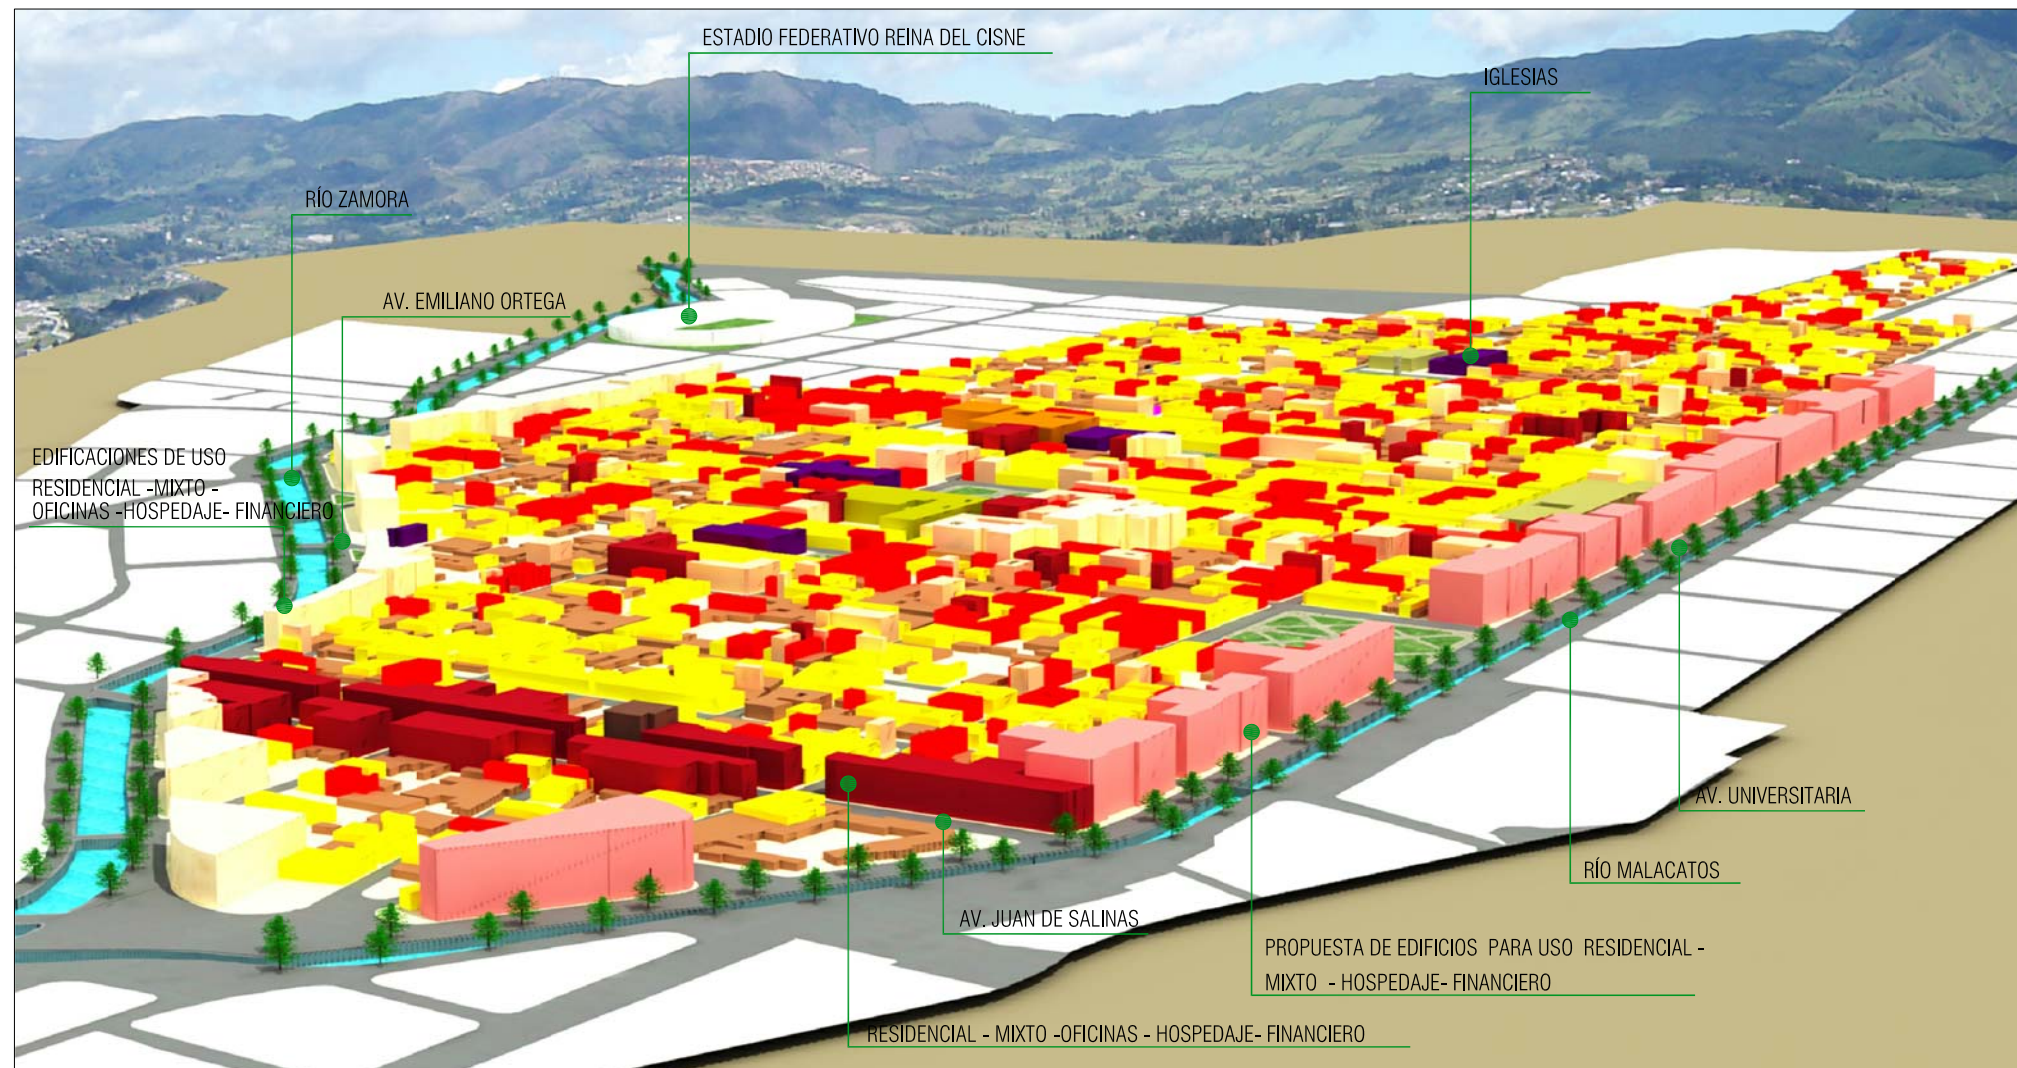 ESTADIO FEDERATIVO REINA DEL CISNE
IGLESIAS
RÍO ZAMORA
AV. EMILIANO ORTEGA
EDIFICACIONES DE USO
RESIDENCIAL -MIXTO -
OFICINAS -HOSPEDAJE- FINANCIERO
AV. UNIVERSITARIA
RÍO MALACATOS
AV. JUAN DE SALINAS
PROPUESTA DE EDIFICIOS PARA USO RESIDENCIAL -
MIXTO - HOSPEDAJE- FINANCIERO
RESIDENCIAL - MIXTO -OFICINAS - HOSPEDAJE- FINANCIERO